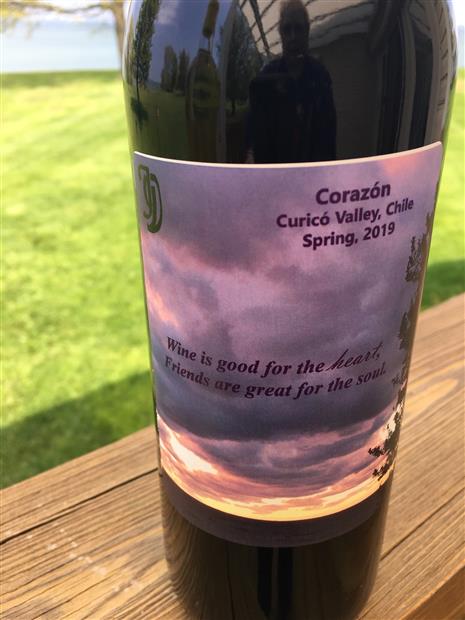 Corazón
Curicó Valley, Chile
Spring, 2019
Wine is good for the heart,
Friends are great for the soul.